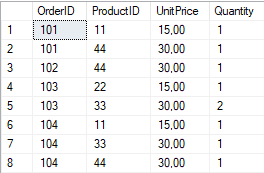 OrderID ProductID UnitPrice Quantity
1 101 11 15,00 1
2 101 44 30,00 1
3 102 44 30,00 1
4 103 22 15,00 1
5 103 33 30,00 2
6 104 11 15,00 1
7 104 33 30,00 1
8 104 44 30,00 1